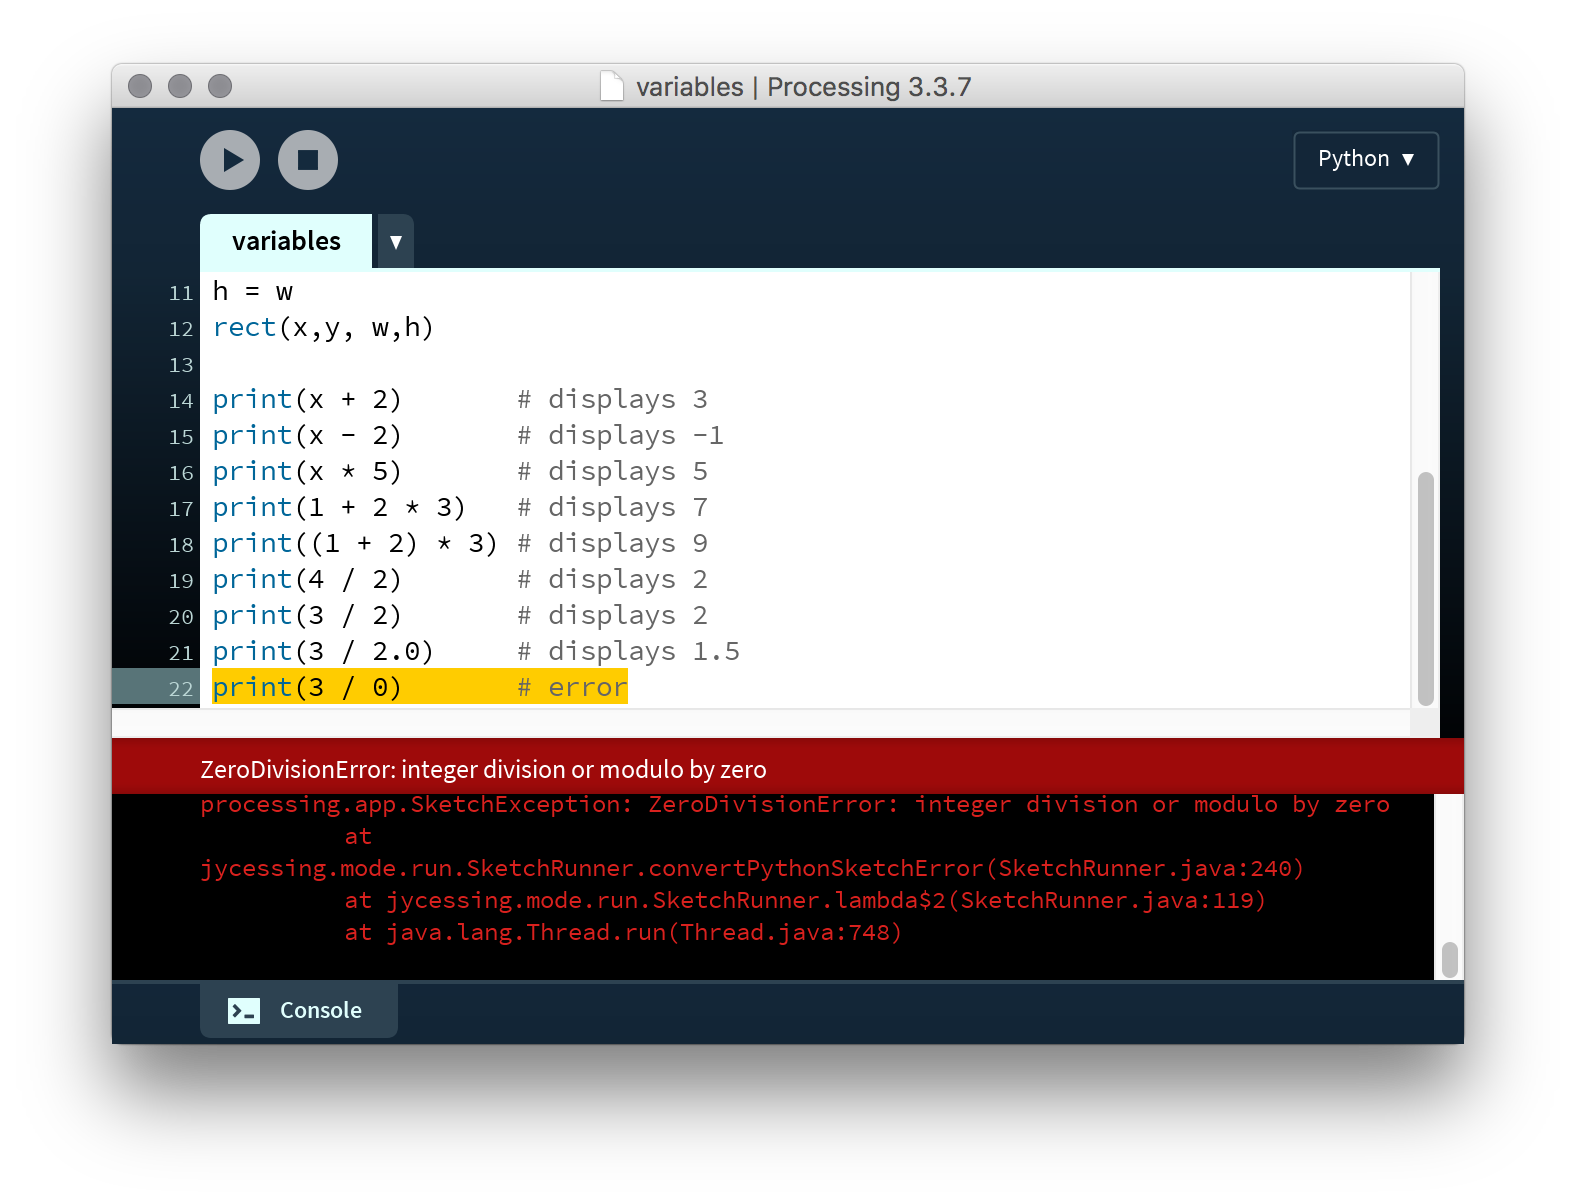 variables | Processing 3.3.7
Python ▼
variables ▼
11 h = w
12 rect(x,y, w,h)
13
14 print(x + 2)       # displays 3
15 print(x - 2)       # displays -1
16 print(x * 5)       # displays 5
17 print(1 + 2 * 3)   # displays 7
18 print((1 + 2) * 3) # displays 9
19 print(4 / 2)       # displays 2
20 print(3 / 2)       # displays 2
21 print(3 / 2.0)     # displays 1.5
22 print(3 / 0)       # error
ZeroDivisionError: integer division or modulo by zero
processing.app.SketchException: ZeroDivisionError: integer division or modulo by zero
at
jycessing.mode.run.SketchRunner.convertPythonSketchError(SketchRunner.java:240)
at jycessing.mode.run.SketchRunner.lambda$2(SketchRunner.java:119)
at java.lang.Thread.run(Thread.java:748)
Console